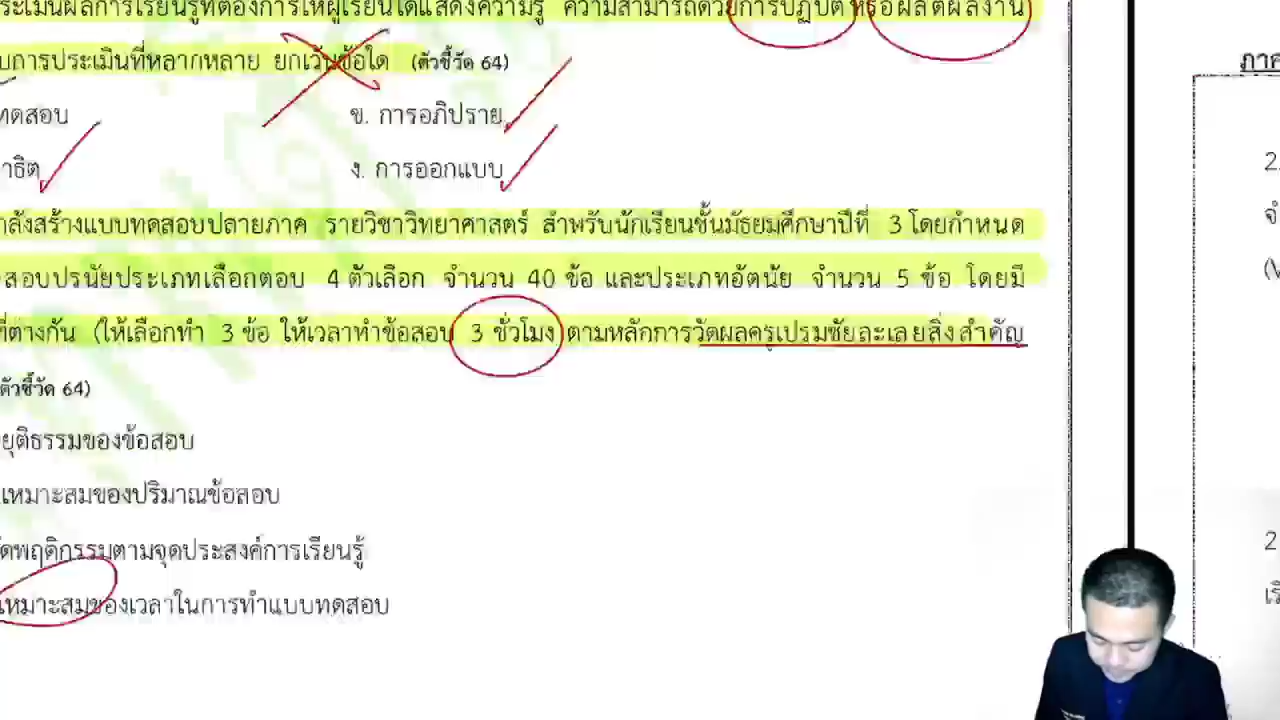 ระเมินผลการเรียนรู้ที่ต้องการให้ผู้เรียนได้แสดงความรู้ ความสามารถด้วยการปฏิบัติหรือผลิตผลงาน
บการประเมินที่หลากหลาย ยกเว้นข้อใด (ตัวชี้วัด 64)
ทดสอบ
ข. การอภิปราย
าธิต
ง. การออกแบบ
ำลังสร้างแบบทดสอบปลายภาค รายวิชาวิทยาศาสตร์ สำหรับนักเรียนชั้นมัธยมศึกษาปีที่ 3 โดยกำหนด
สอบปรนัยประเภทเลือกตอบ 4 ตัวเลือก จำนวน 40 ข้อ และประเภทอัตนัย จำนวน 5 ข้อ โดยมี
ที่ต่างกัน (ให้เลือกทำ 3 ข้อ ให้เวลาทำข้อสอบ 3 ชั่วโมง ตามหลักการวัดผลครูเปรมชัยละเลยสิ่งสำคัญ
ตัวชี้วัด 64)
ยุติธรรมของข้อสอบ
เหมาะสมของปริมาณข้อสอบ
ัดพฤติกรรมตามจุดประสงค์การเรียนรู้
เหมาะสมของเวลาในการทำแบบทดสอบ
ภาค
2.
จำ
(V
2
เรี